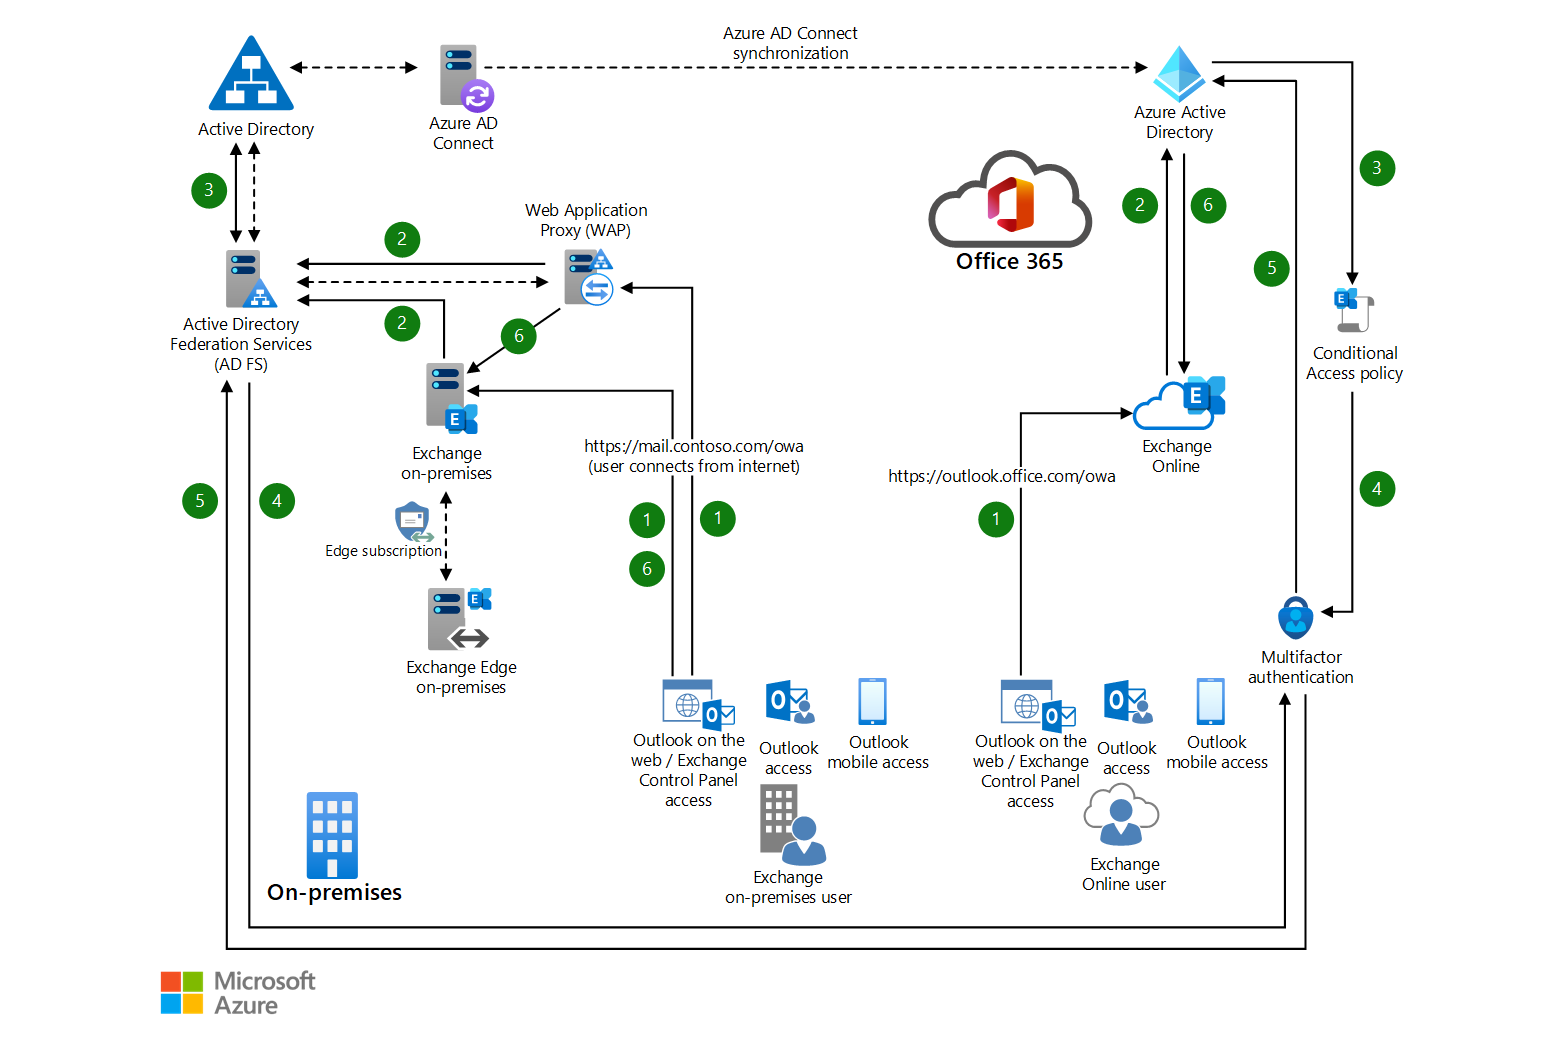 Azure AD Connect
synchronization
Active Directory
Azure AD
Connect
Azure Active
Directory
3
2
Web Application
Proxy (WAP)
Office 365
2
6
3
5
Active Directory
Federation Services
(AD FS)
2
6
Conditional
Access policy
Exchange
on-premises
https://mail.contoso.com/owa
(user connects from internet)
https://outlook.office.com/owa
Exchange
Online
5
4
Edge subscription
1
1
6
1
4
Exchange Edge
on-premises
Multifactor
authentication
Outlook on the
web / Exchange
Control Panel
access
Outlook
access
Outlook
mobile access
Outlook on the
web / Exchange
Control Panel
access
Outlook
access
Outlook
mobile access
On-premises
Exchange
on-premises user
Exchange
Online user
Microsoft
Azure